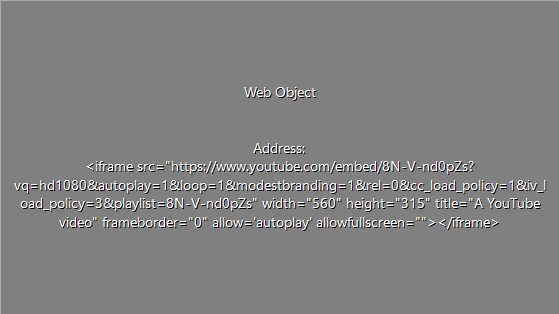 Web Object
Address:
<iframe src="https://www.youtube.com/embed/8N-V-nd0pZs?
vq=hd1080&autoplay=1&loop=1&modestbranding=1&rel=0&cc_load_policy=1&iv_l
oad_policy=3&playlist=8N-V-nd0pZs" width="560" height="315" title="A YouTube
video" frameborder="0" allow='autoplay' allowfullscreen=""></iframe>